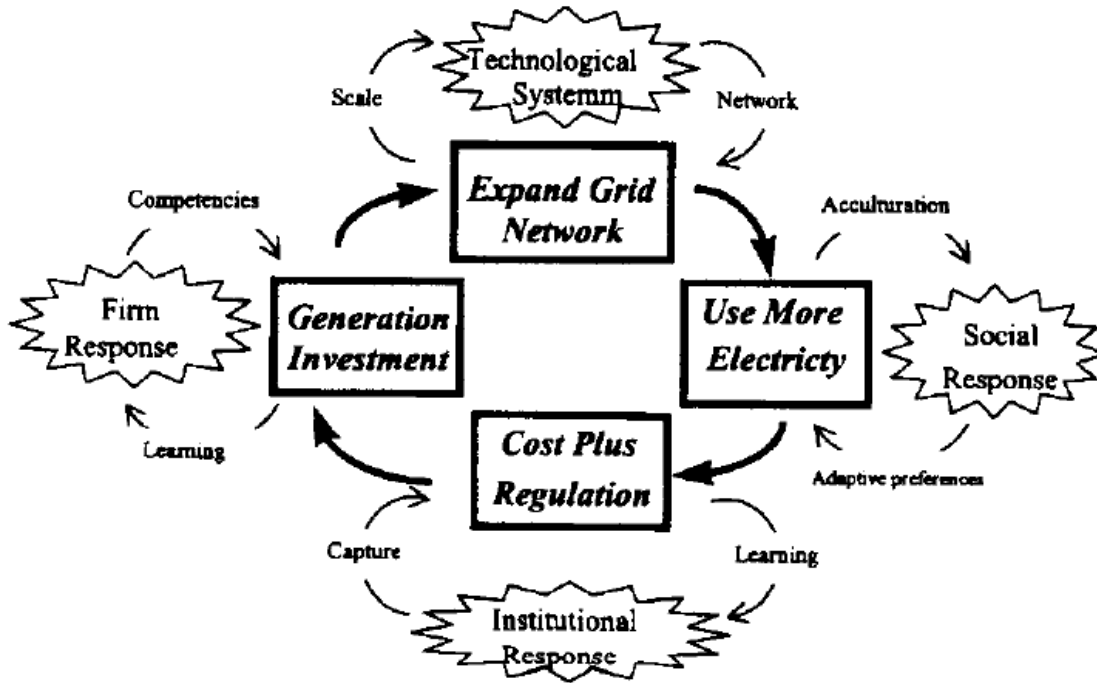 Technological
Systemm
Scale
Network
Expand Grid
Network
Competencies
Acculturation
Firm
Response
Generation
Investment
Use More
Electricty
Social
Response
Learning
Cost Plus
Regulation
Adaptive preferences
Capture
Learning
Institutional
Response